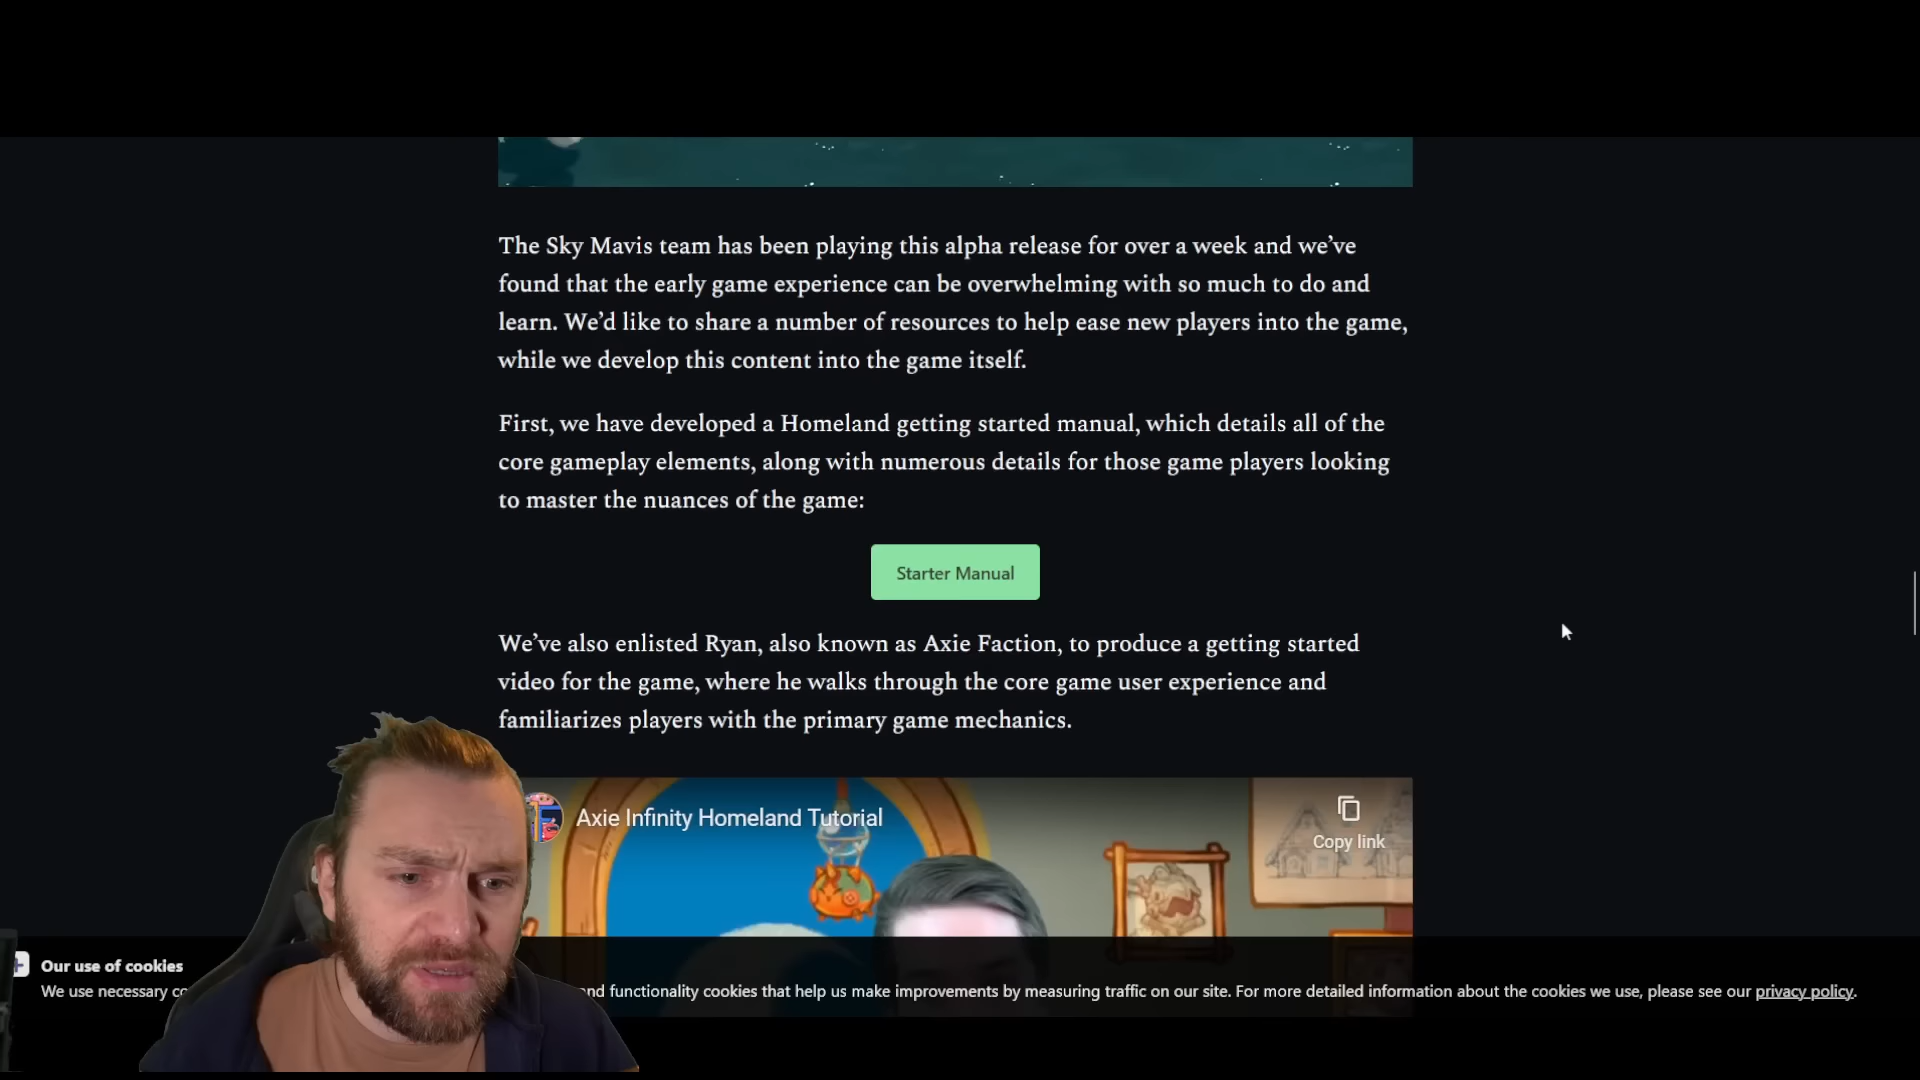 The Sky Mavis team has been playing this alpha release for over a week and we’ve
found that the early game experience can be overwhelming with so much to do and
learn. We’d like to share a number of resources to help ease new players into the game,
while we develop this content into the game itself.
First, we have developed a Homeland getting started manual, which details all of the
core gameplay elements, along with numerous details for those game players looking
to master the nuances of the game:
Starter Manual
We’ve also enlisted Ryan, also known as Axie Faction, to produce a getting started
video for the game, where he walks through the core game user experience and
familiarizes players with the primary game mechanics.
Axie Infinity Homeland Tutorial
Copy link
Our use of cookies
We use necessary
functionality cookies that help us make improvements by measuring traffic on our site. For more detailed information about the cookies we use, please see our privacy policy.